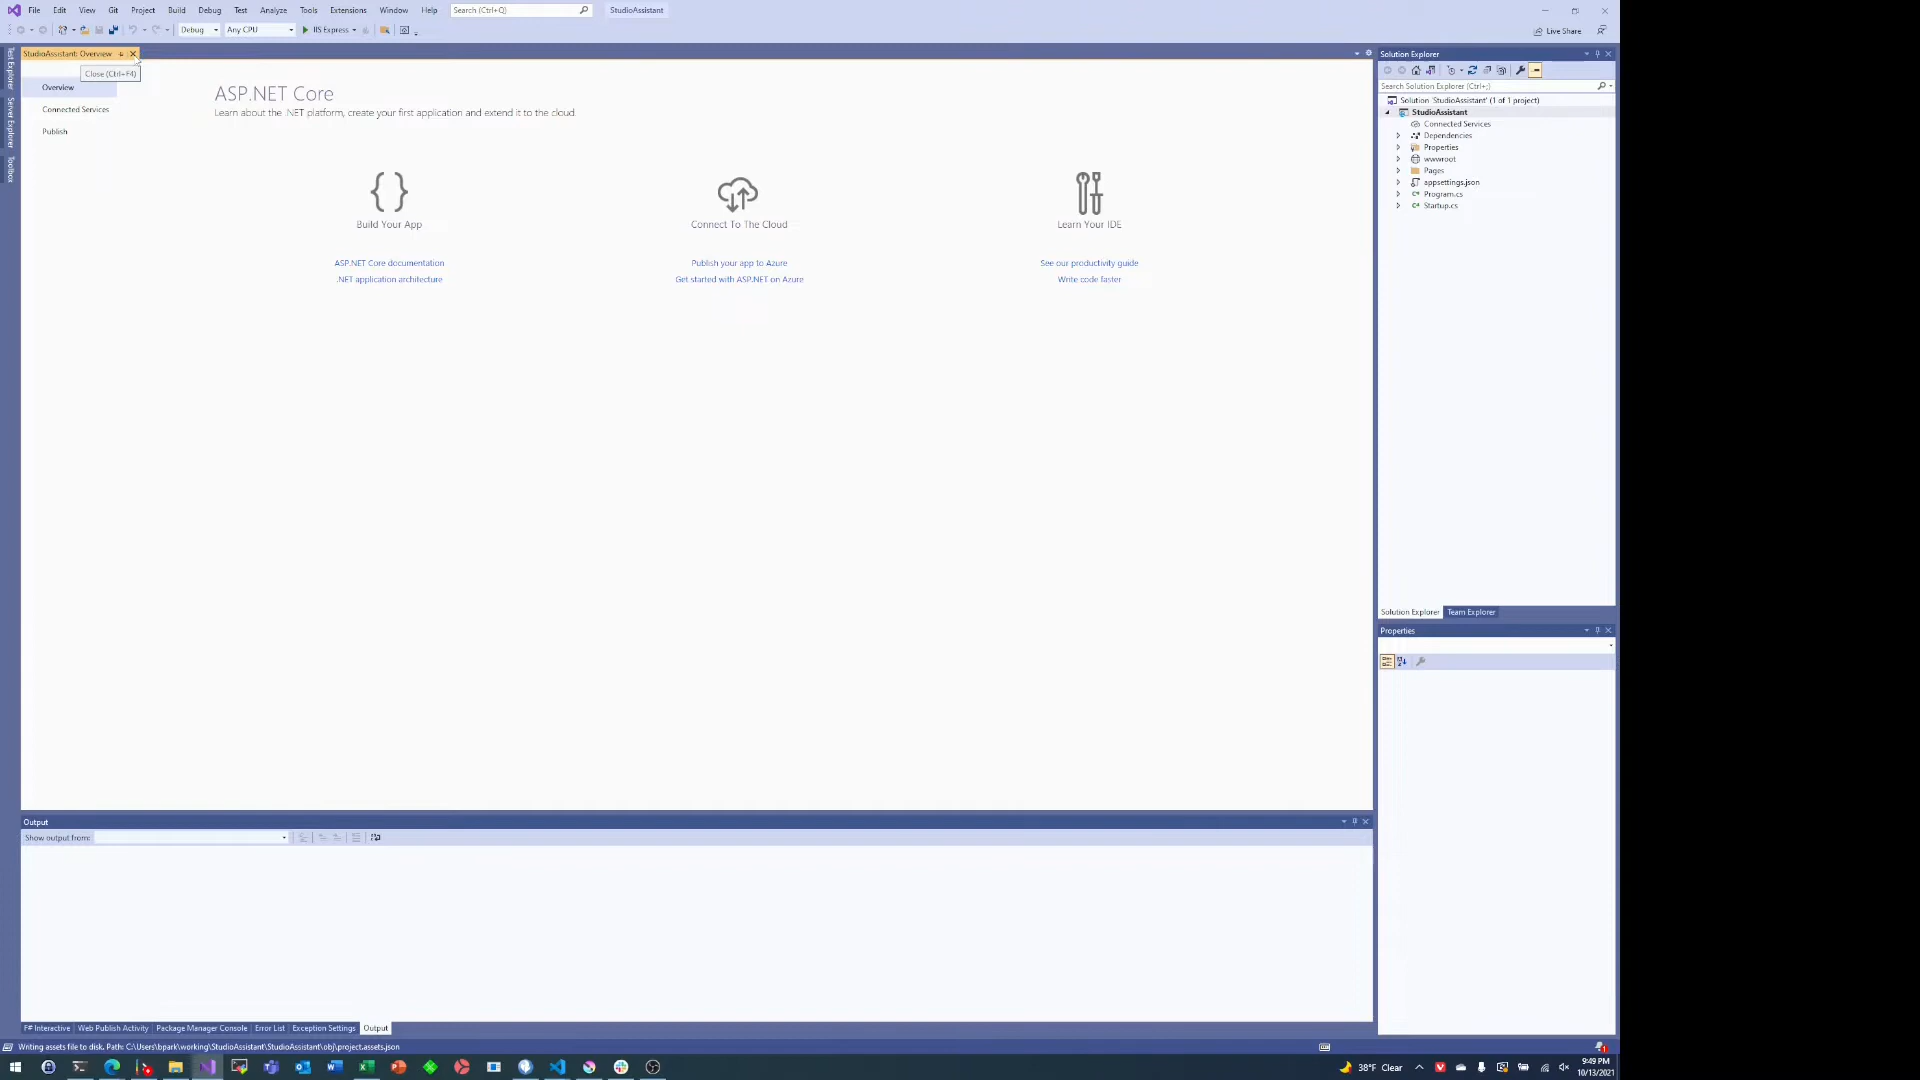 File Edit View Git Project Build Debug Test Analyze Tools Extensions Window Help Search (Ctrl+Q) StudioAssistant
Debug Any CPU IIS Express Live Share
StudioAssistant: Overview
Close (Ctrl+F4)
Test Explorer
Server Explorer
Toolbox
Overview
Connected Services
Publish
ASP.NET Core
Learn about the .NET platform, create your first application and extend it to the cloud.
Build Your App
ASP.NET Core documentation
.NET application architecture
Connect To The Cloud
Publish your app to Azure
Get started with ASP.NET on Azure
Learn Your IDE
See our productivity guide
Write code faster
Solution Explorer
Search Solution Explorer (Ctrl+;)
Solution 'StudioAssistant' (1 of 1 project)
StudioAssistant
Connected Services
Dependencies
Properties
wwwroot
Pages
appsettings.json
C# Program.cs
C# Startup.cs
Solution Explorer Team Explorer
Properties
Output
Show output from:
F# Interactive Web Publish Activity Package Manager Console Error List Exception Settings Output
Writing assets file to disk. Path: C:\Users\bpark\working\StudioAssistant\StudioAssistant\obj\project.assets.json
38°F Clear
9:49 PM
10/13/2021